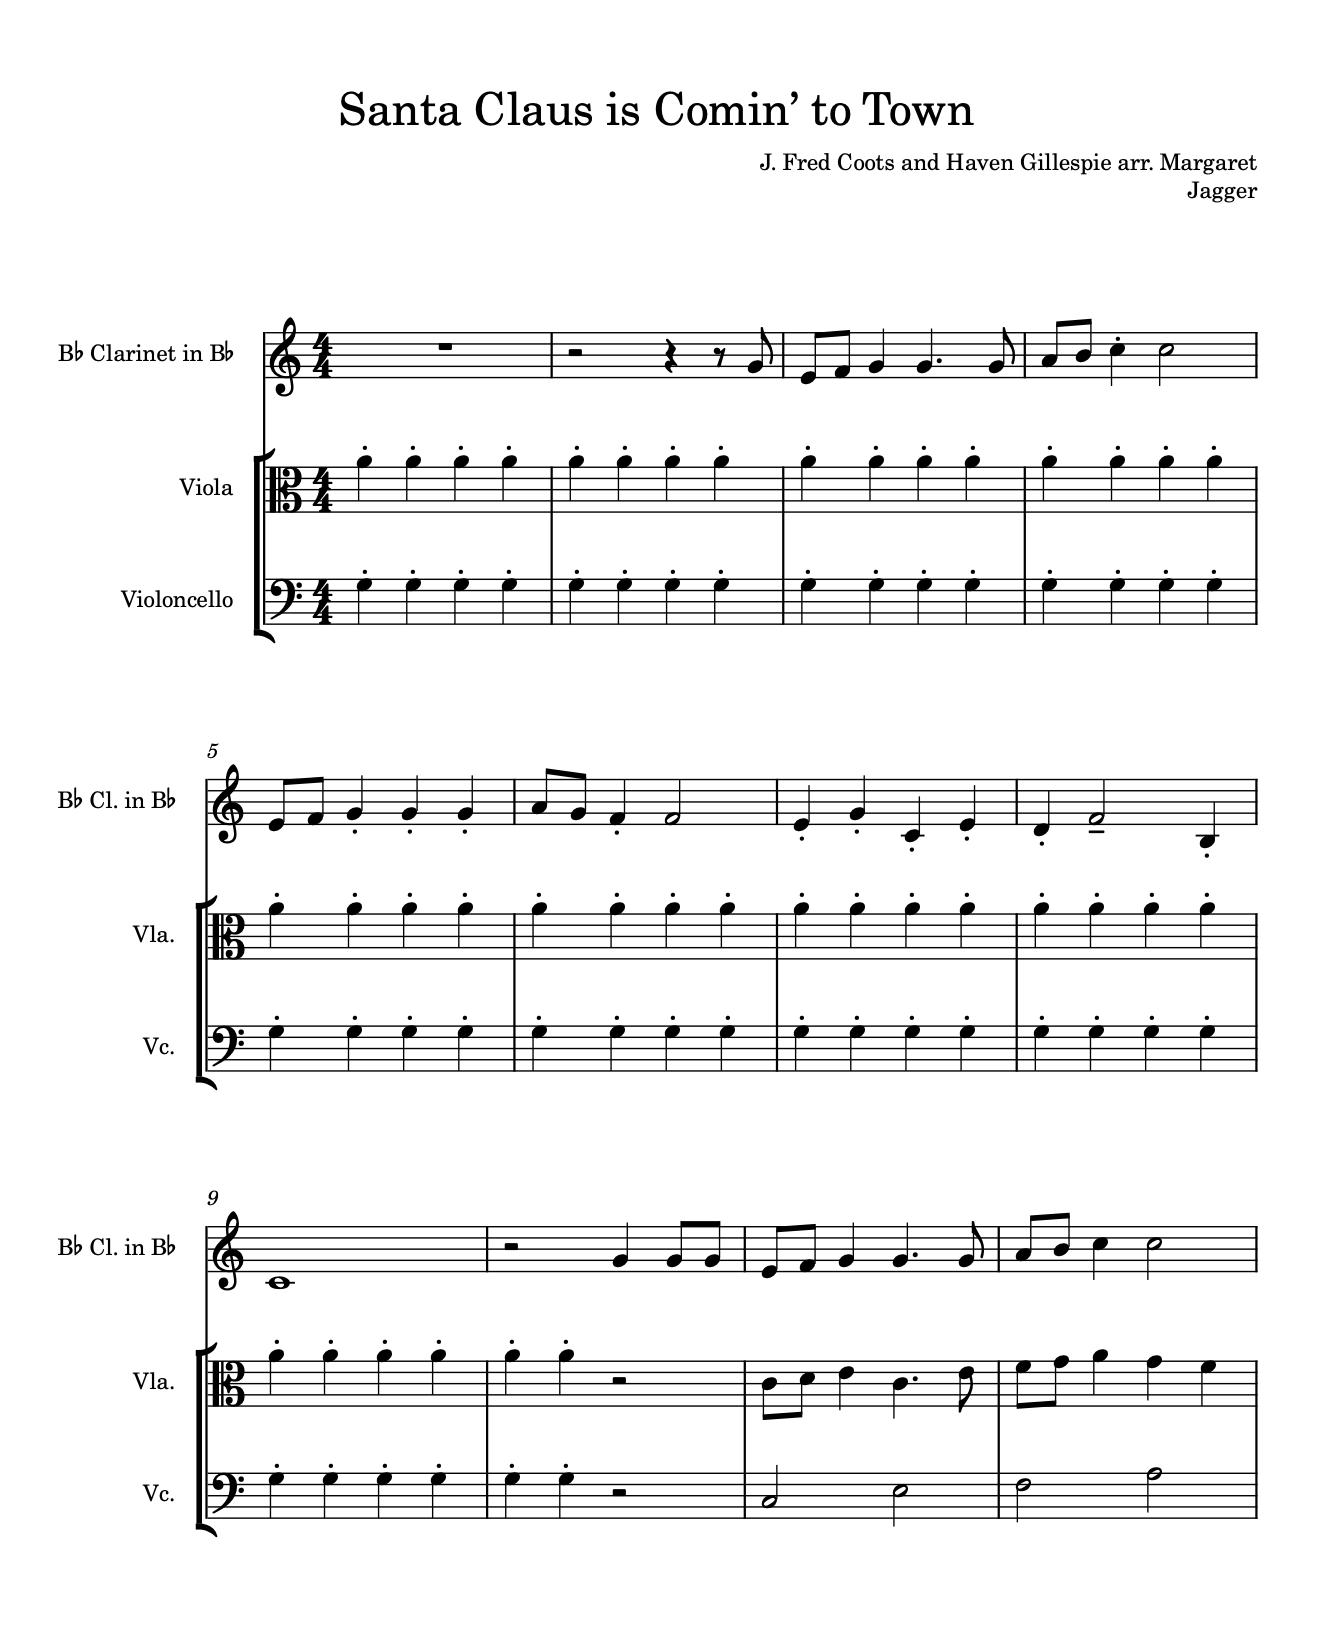 Santa Claus is Comin’ to Town
J. Fred Coots and Haven Gillespie arr. Margaret
Jagger
B♭ Clarinet in B♭
Viola
Violoncello
5
B♭ Cl. in B♭
Vla.
Vc.
9
B♭ Cl. in B♭
Vla.
Vc.